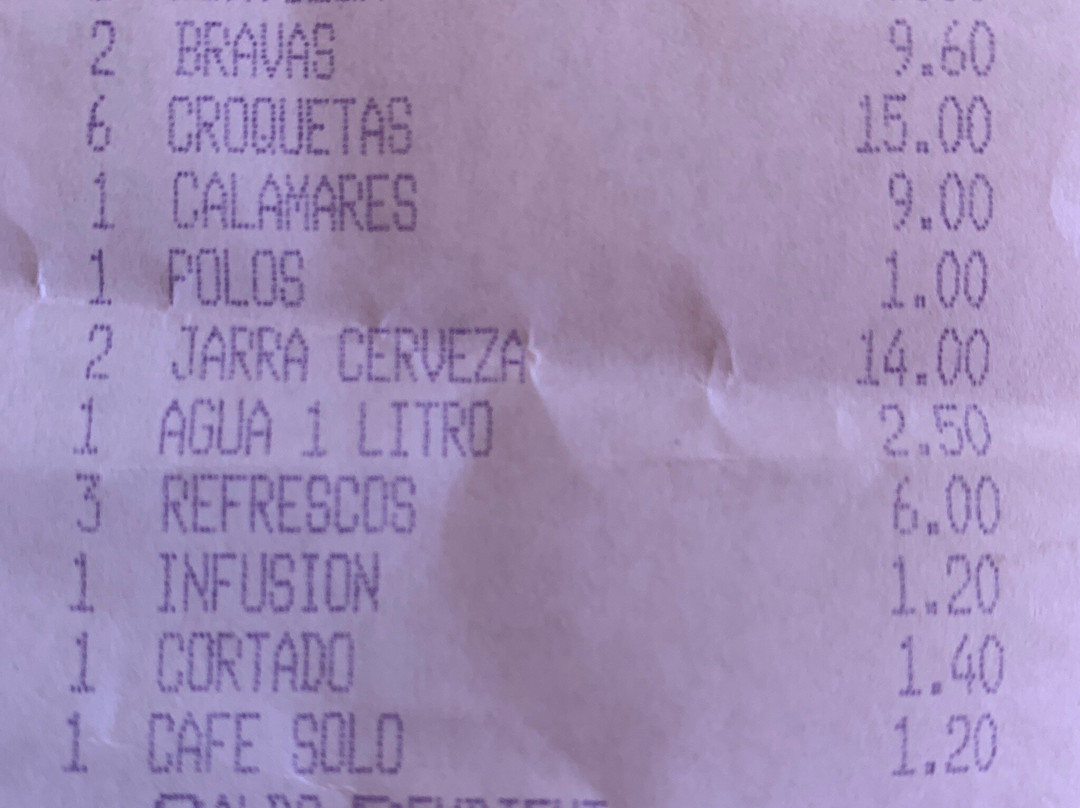 2 BRAVAS 9.60
6 CROQUETAS 15.00
1 CALAMARES 9.00
1 POLOS 1.00
2 JARRA CERVEZA 14.00
1 AGUA 1 LITRO 2.50
3 REFRESCOS 6.00
1 INFUSION 1.20
1 CORTADO 1.40
1 CAFE SOLO 1.20